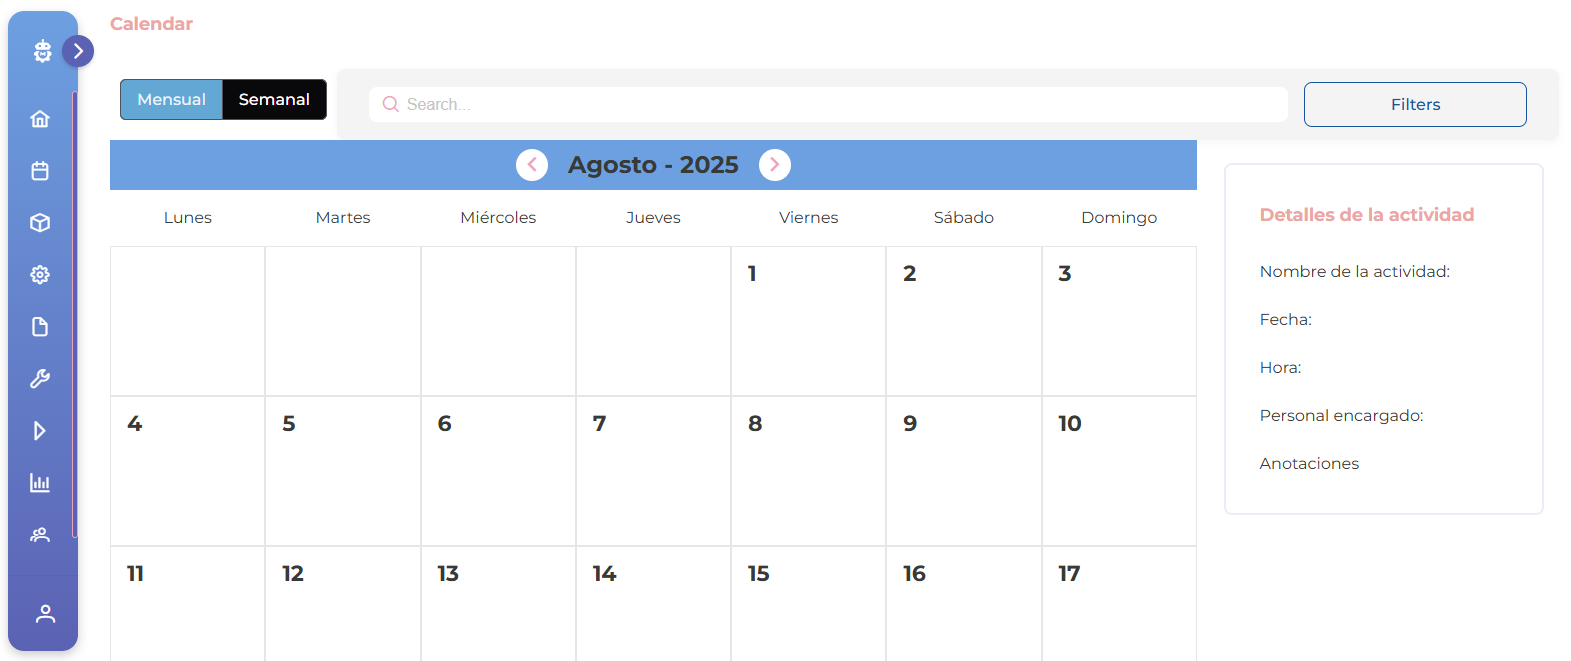 Calendar
Mensual
Semanal
Search...
Filters
Agosto - 2025
Lunes Martes Miércoles Jueves Viernes Sábado Domingo
1 2 3
4 5 6 7 8 9 10
11 12 13 14 15 16 17
Detalles de la actividad
Nombre de la actividad:
Fecha:
Hora:
Personal encargado:
Anotaciones